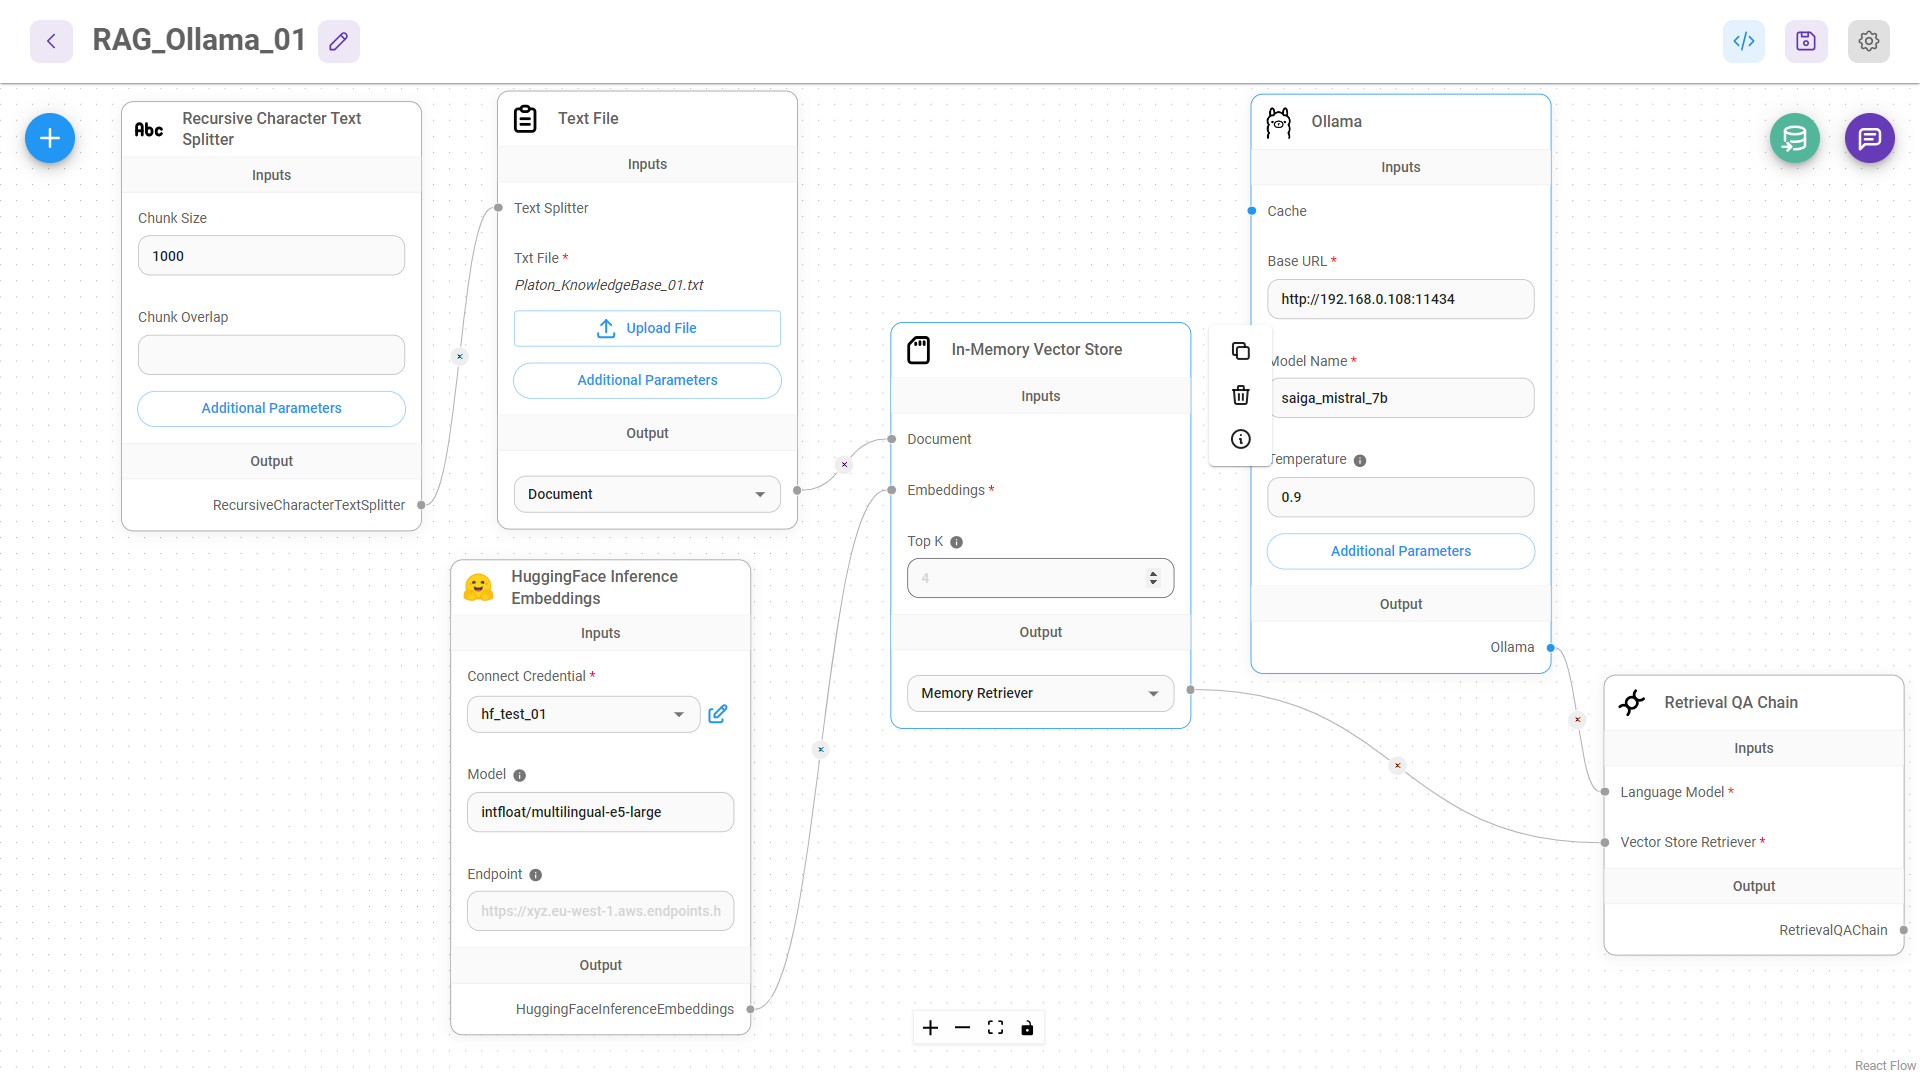 RAG_Ollama_01
Abc
Recursive Character Text
Splitter
Inputs
Chunk Size
1000
Chunk Overlap
Additional Parameters
Output
RecursiveCharacterTextSplitter
Text File
Inputs
Text Splitter
Txt File *
Platon_KnowledgeBase_01.txt
Upload File
Additional Parameters
Output
Document
HuggingFace Inference
Embeddings
Inputs
Connect Credential *
hf_test_01
Model
intfloat/multilingual-e5-large
Endpoint
https://xyz.eu-west-1.aws.endpoints.h
Output
HuggingFaceInferenceEmbeddings
In-Memory Vector Store
Inputs
Document
Embeddings *
Top K
4
Output
Memory Retriever
Ollama
Inputs
Cache
Base URL *
http://192.168.0.108:11434
Model Name *
saiga_mistral_7b
Temperature
0.9
Additional Parameters
Output
Ollama
Retrieval QA Chain
Inputs
Language Model *
Vector Store Retriever *
Output
RetrievalQAChain
React Flow